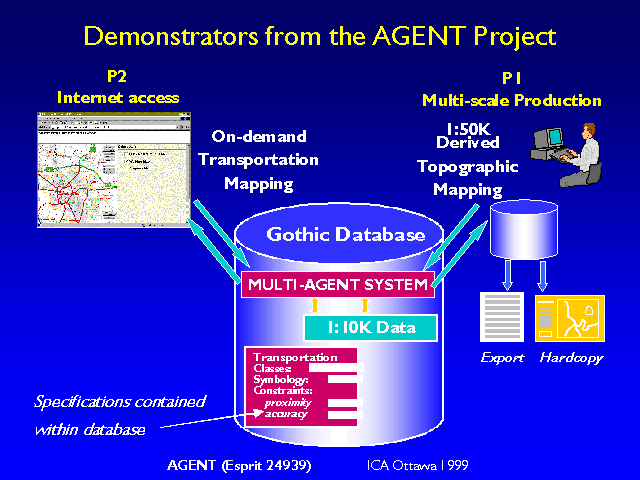 Demonstrators from the AGENT Project
P2
Internet access
P1
Multi-scale Production
On-demand
Transportation
Mapping
1:50K
Derived
Topographic
Mapping
Gothic Database
MULTI-AGENT SYSTEM
1:10K Data
Transportation
Classes:
Symbology:
Constraints:
proximity
accuracy
Export
Hardcopy
Specifications contained
within database
AGENT (Esprit 24939)
ICA Ottawa 1999